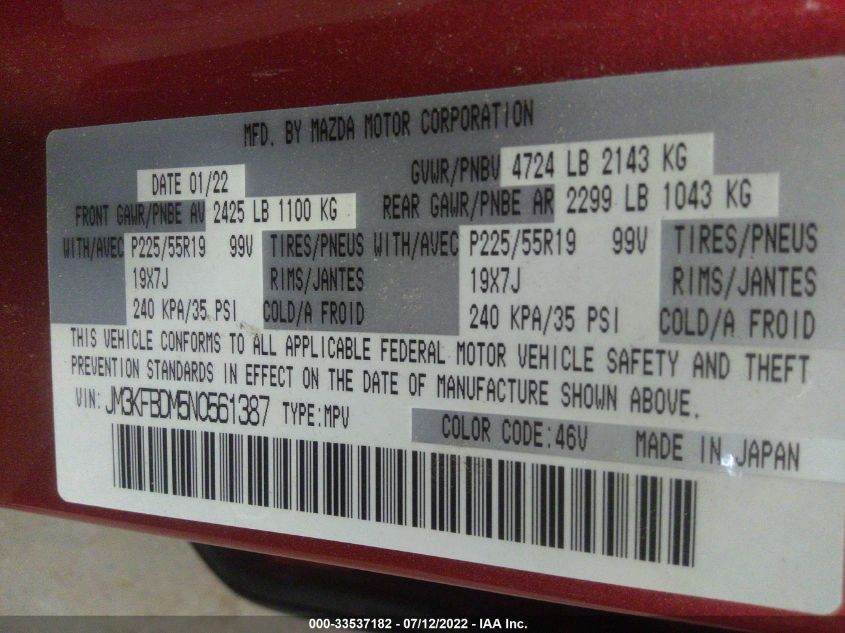 MFD. BY MAZDA MOTOR CORPORATION
DATE 01/22 GVWR/PNBV 4724 LB 2143 KG
FRONT GAWR/PNBE AV 2425 LB 1100 KG REAR GAWR/PNBE AR 2299 LB 1043 KG
WITH/AVEC P225/55R19 99V TIRES/PNEUS WITH/AVEC P225/55R19 99V TIRES/PNEUS
19X7J RIMS/JANTES 19X7J RIMS/JANTES
240 KPA/35 PSI COLD/A FROID 240 KPA/35 PSI COLD/A FROID
THIS VEHICLE CONFORMS TO ALL APPLICABLE FEDERAL MOTOR VEHICLE SAFETY AND THEFT
PREVENTION STANDARDS IN EFFECT ON THE DATE OF MANUFACTURE SHOWN ABOVE.
VIN: JM3KFBDM5N0561387 TYPE:MPV
COLOR CODE:46V MADE IN JAPAN
000-33537182 - 07/12/2022 - IAA Inc.